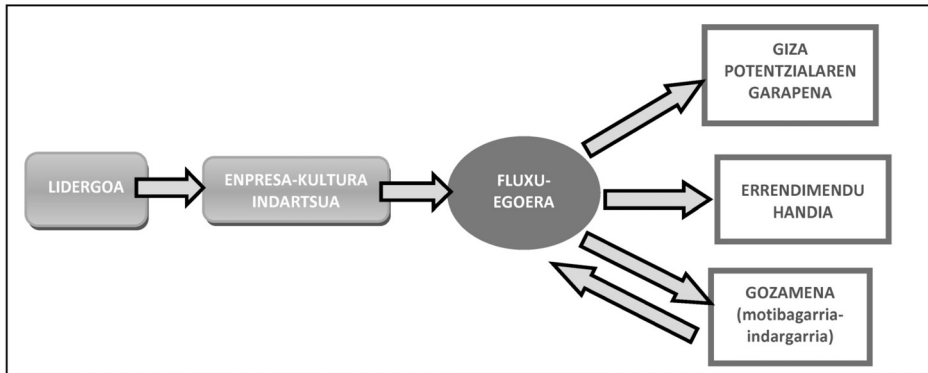 LIDERGOA
ENPRESA-KULTURA
INDARTSUA
FLUXU-
EGOERA
GIZA
POTENTZIALAREN
GARAPENA
ERRENDIMENDU
HANDIA
GOZAMENA
(motibagarria-
indargarria)